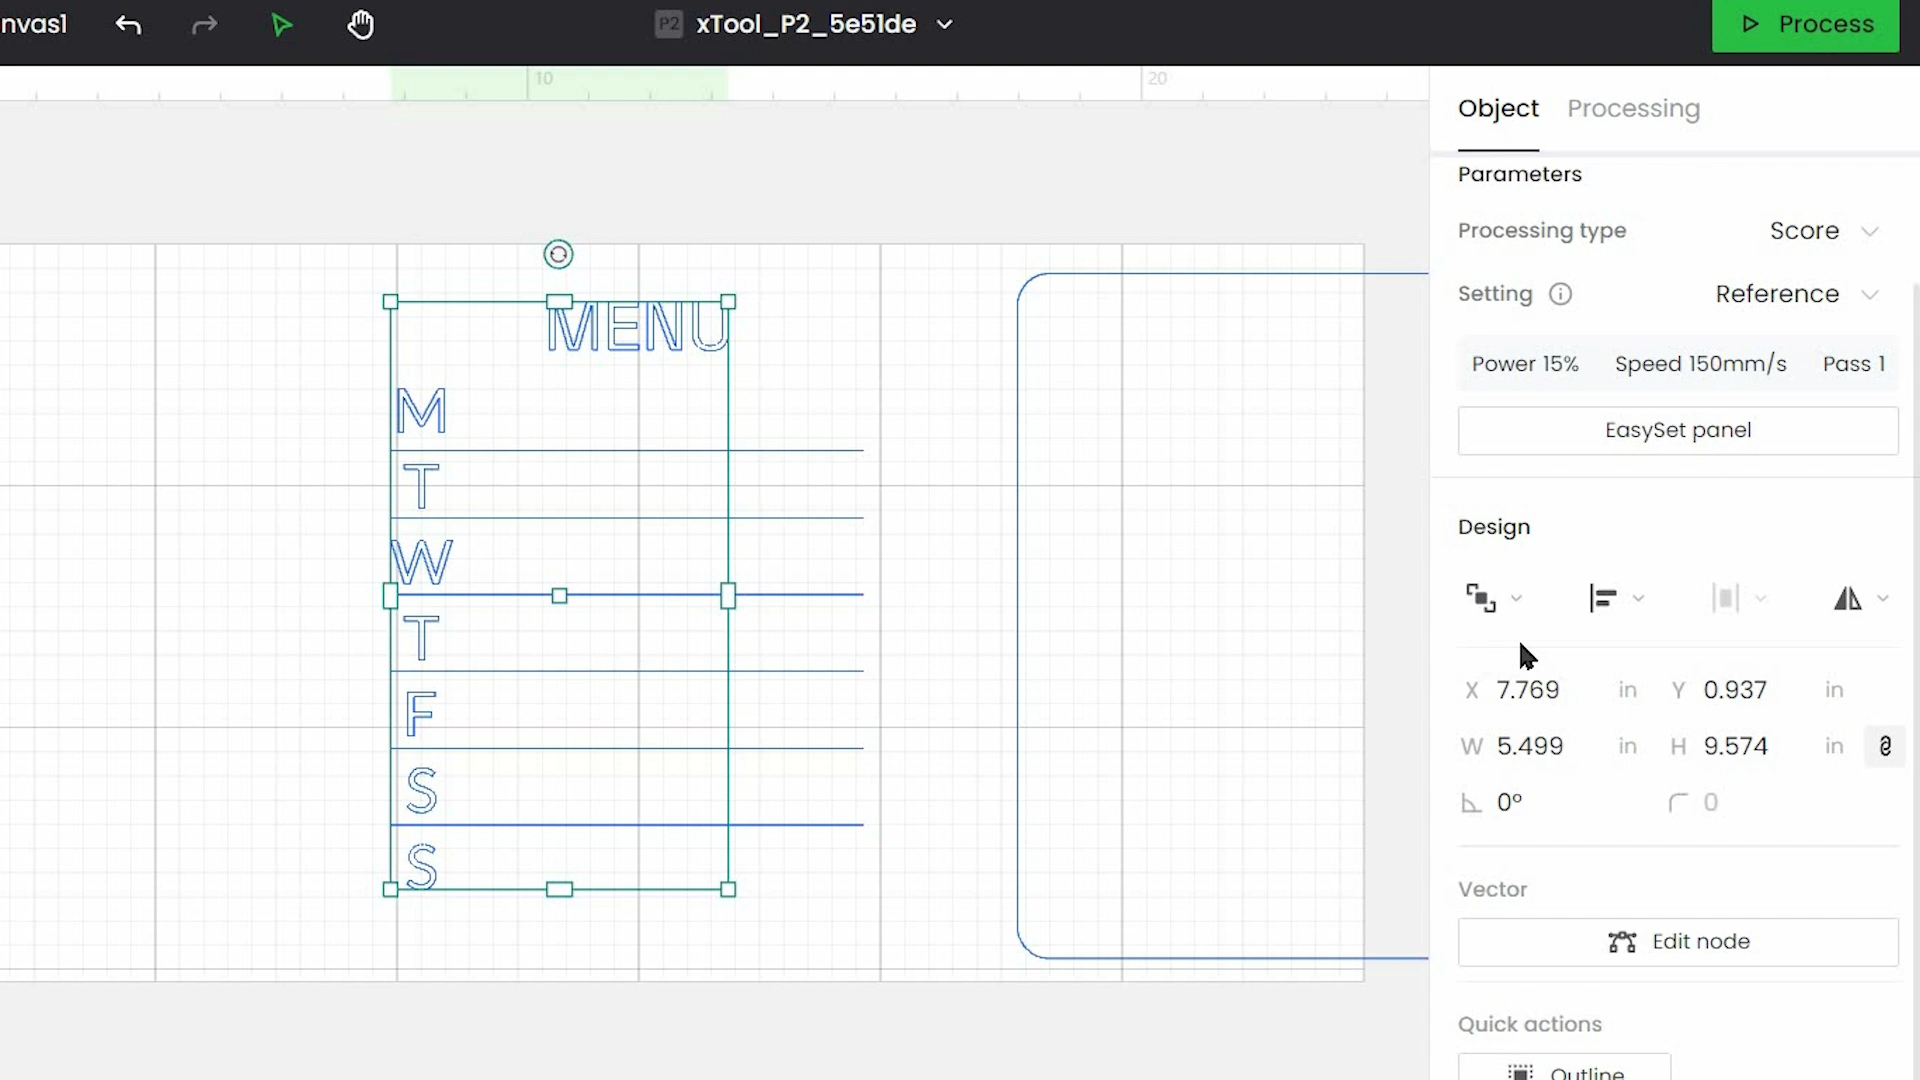 nvas1
P2 xTool_P2_5e51de
Process
10
20
Object Processing
Parameters
Processing type Score
Setting Reference
Power 15% Speed 150mm/s Pass 1
EasySet panel
Design
X 7.769 in Y 0.937 in
W 5.499 in H 9.574 in
0° 0
Vector
Edit node
Quick actions
Outline
MENU
M
T
W
T
F
S
S